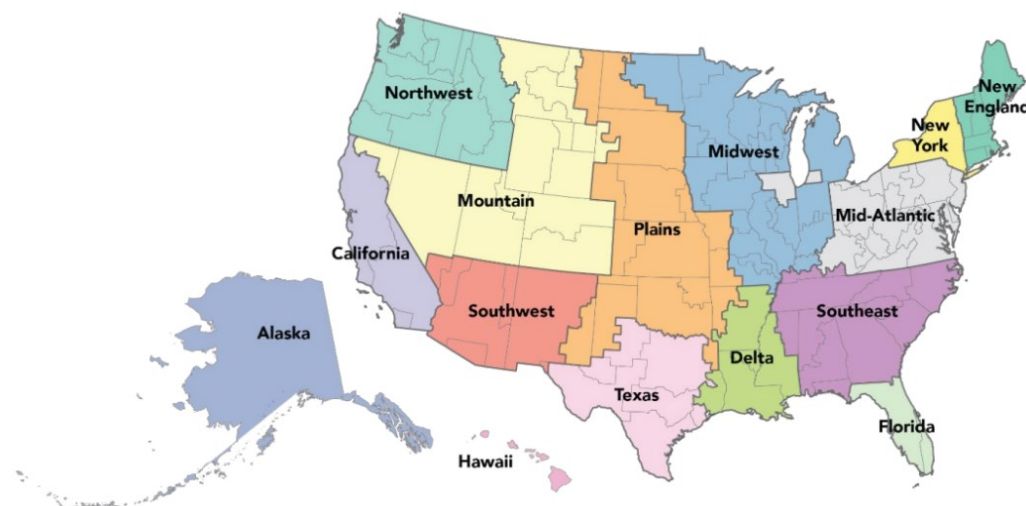 Northwest
New
England
New
York
Midwest
Mountain
Mid-Atlantic
Plains
California
Southwest
Southeast
Alaska
Delta
Texas
Florida
Hawaii